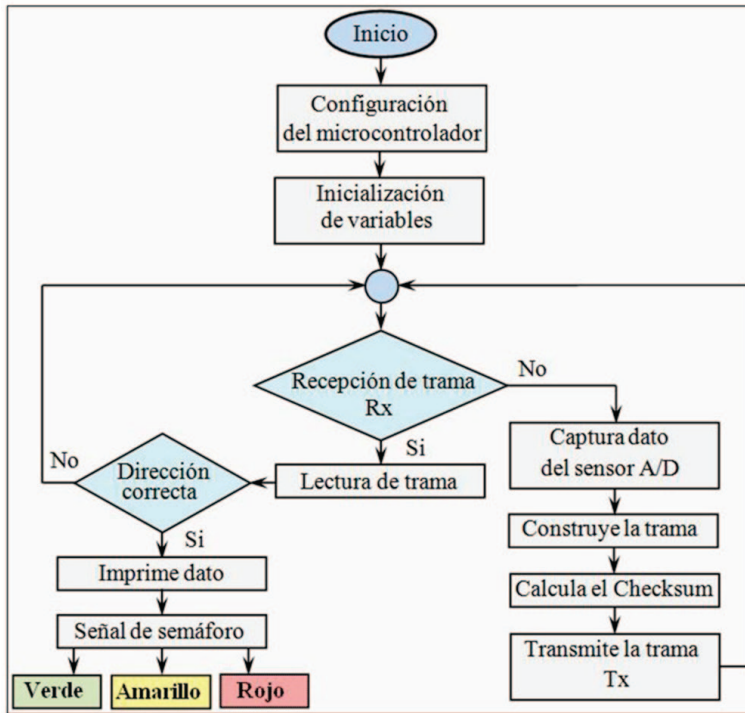 Inicio
Configuración
del microcontrolador
Inicialización
de variables
Recepción de trama
Rx
No
Si
Captura dato
del sensor A/D
Lectura de trama
Dirección
correcta
No
Si
Construye la trama
Imprime dato
Calcula el Checksum
Señal de semáforo
Transmite la trama
Tx
Verde
Amarillo
Rojo